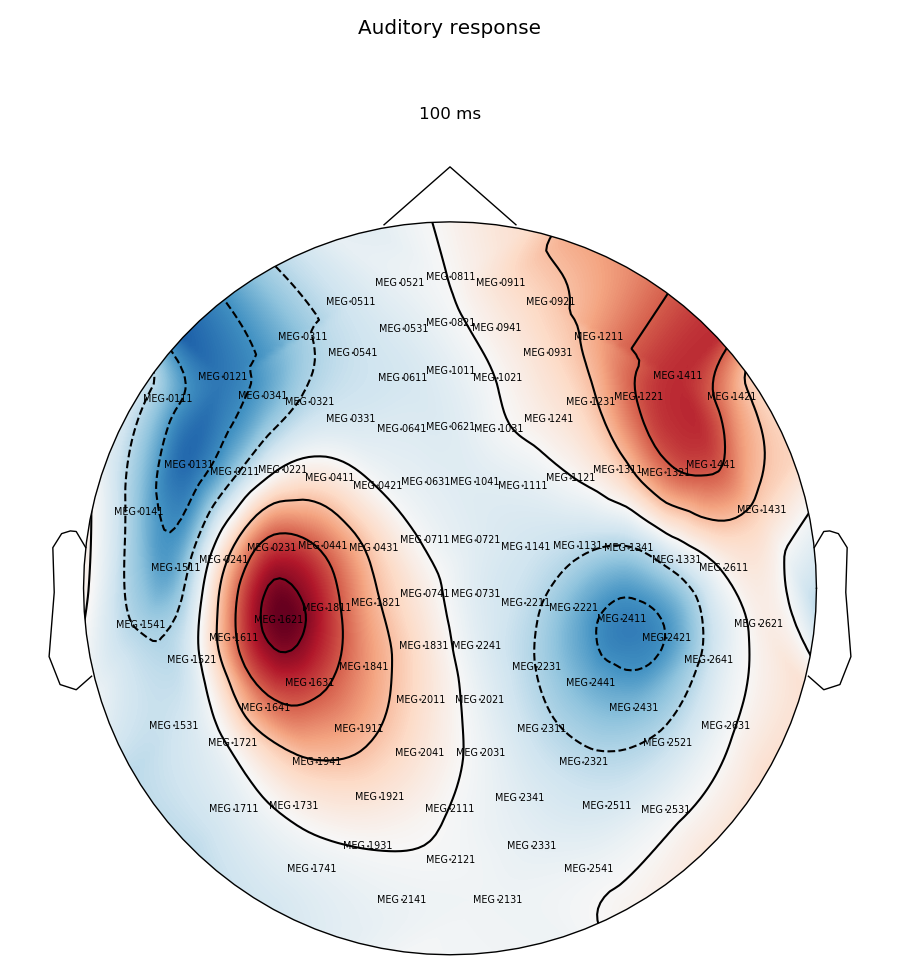 Auditory response
100 ms
MEG 0521 MEG 0811 MEG 0911
MEG 0511 MEG 0921
MEG 0531 MEG 0821 MEG 0941
MEG 0311 MEG 1211
MEG 0541 MEG 0931
MEG 0121 MEG 0611 MEG 1011 MEG 1021 MEG 1411
MEG 0111 MEG 0341 MEG 0321 MEG 1231 MEG 1221 MEG 1421
MEG 0331 MEG 0641 MEG 0621 MEG 1031 MEG 1241
MEG 0131 MEG 0211 MEG 0221 MEG 1311 MEG 1321 MEG 1441
MEG 0411 MEG 0421 MEG 0631 MEG 1041 MEG 1111 MEG 1121
MEG 0141 MEG 1431
MEG 0231 MEG 0441 MEG 0431 MEG 0711 MEG 0721 MEG 1141 MEG 1131 MEG 1341
MEG 1511 MEG 0241 MEG 1331 MEG 2611
MEG 1621 MEG 1811 MEG 1821 MEG 0741 MEG 0731 MEG 2211 MEG 2221 MEG 2411
MEG 1541 MEG 2621
MEG 1611 MEG 1831 MEG 2241 MEG 2421
MEG 1521 MEG 1841 MEG 2231 MEG 2641
MEG 1631 MEG 2441
MEG 1641 MEG 2011 MEG 2021 MEG 2431
MEG 1531 MEG 1911 MEG 2311 MEG 2631
MEG 1721 MEG 2041 MEG 2031 MEG 2521
MEG 1941 MEG 2321
MEG 1711 MEG 1731 MEG 1921 MEG 2111 MEG 2341 MEG 2511 MEG 2531
MEG 1931 MEG 2331
MEG 1741 MEG 2121 MEG 2541
MEG 2141 MEG 2131